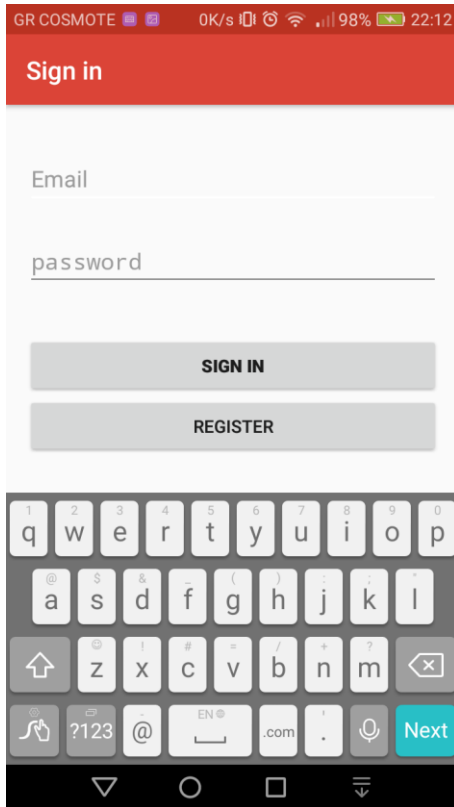 GR COSMOTE 0K/s 98% 22:12
Sign in
Email
password
SIGN IN
REGISTER
1 2 3 4 5 6 7 8 9 0
q w e r t y u i o p
@ $ & _ ( ) : ; "
a s d f g h j k l
! # = / + ?
z x c v b n m
- EN '
?123 @ .com . Next